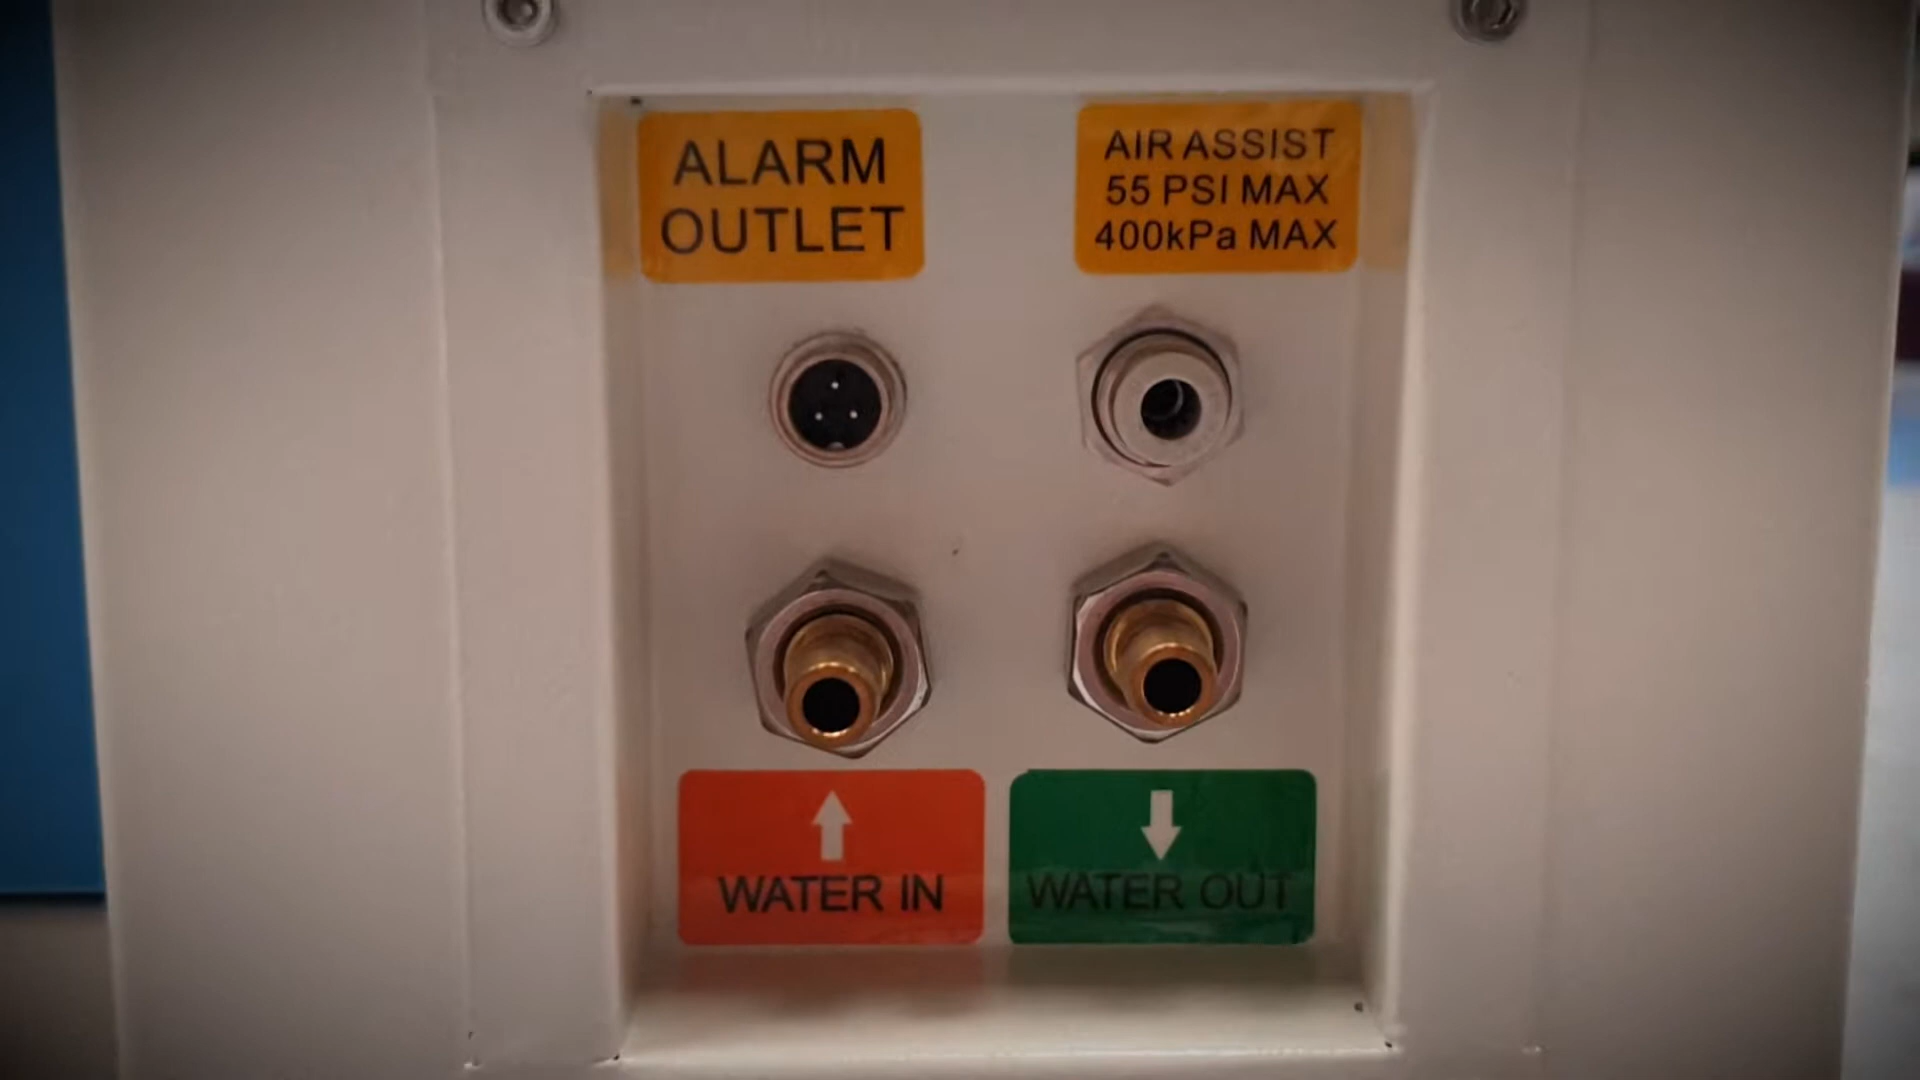 ALARM
OUTLET
AIR ASSIST
55 PSI MAX
400kPa MAX
WATER IN
WATER OUT